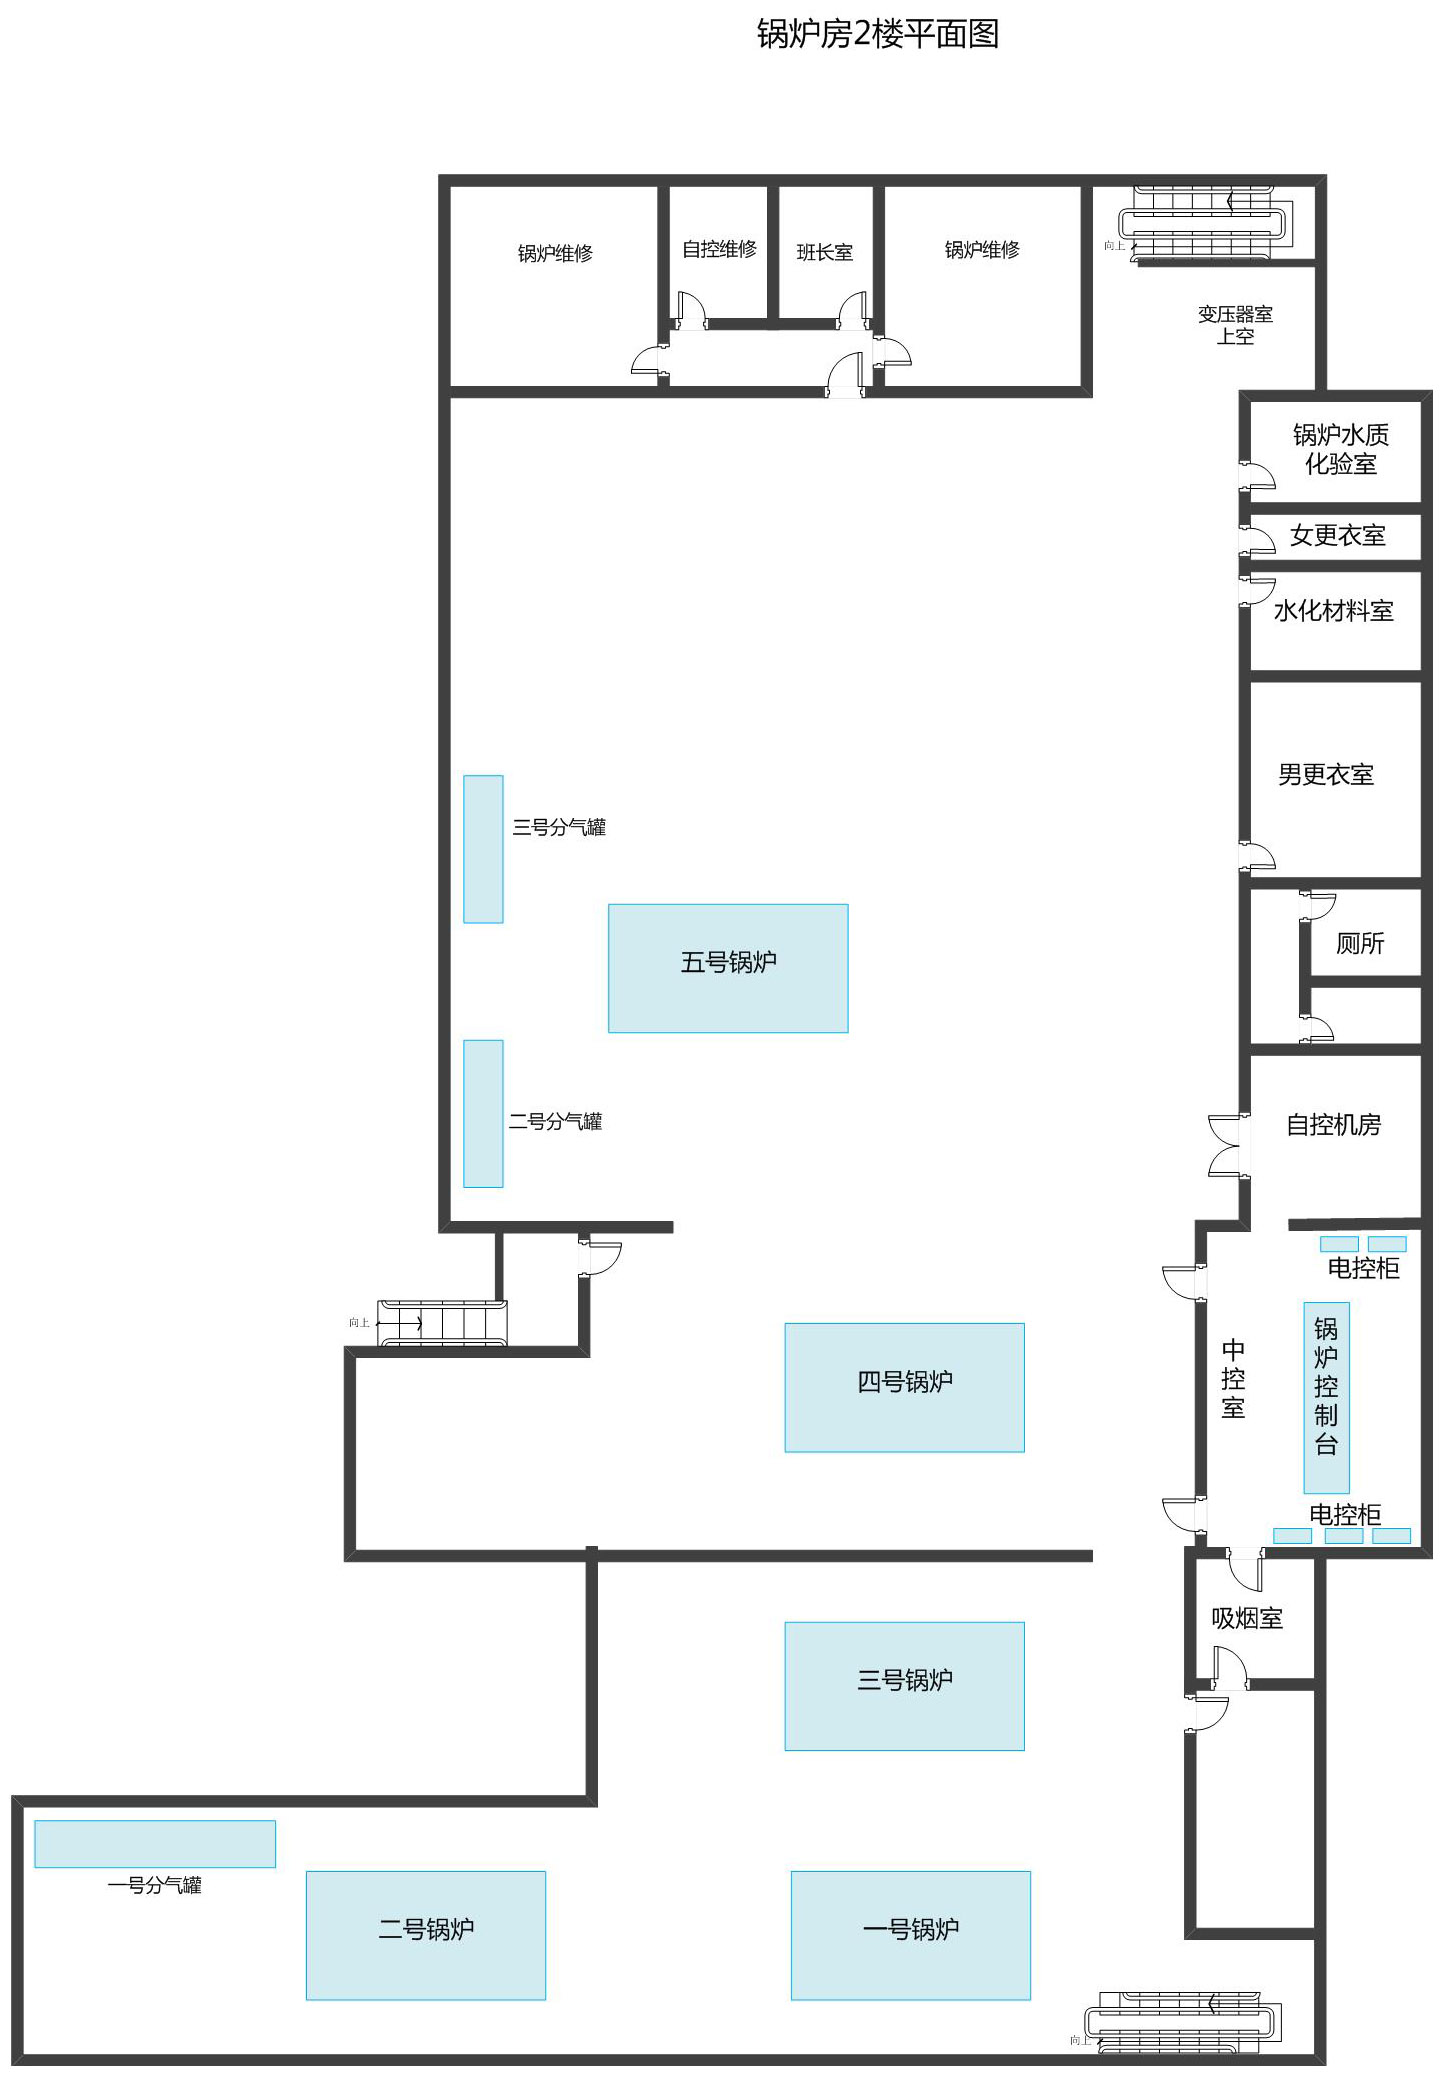 锅炉房2楼平面图
锅炉维修
自控维修
班长室
锅炉维修
向上
变压器室
上空
锅炉水质
化验室
女更衣室
水化材料室
男更衣室
三号分气罐
厕所
五号锅炉
二号分气罐
自控机房
电控柜
向上
中控室
锅炉控制台
四号锅炉
电控柜
吸烟室
三号锅炉
一号分气罐
二号锅炉
一号锅炉
向上